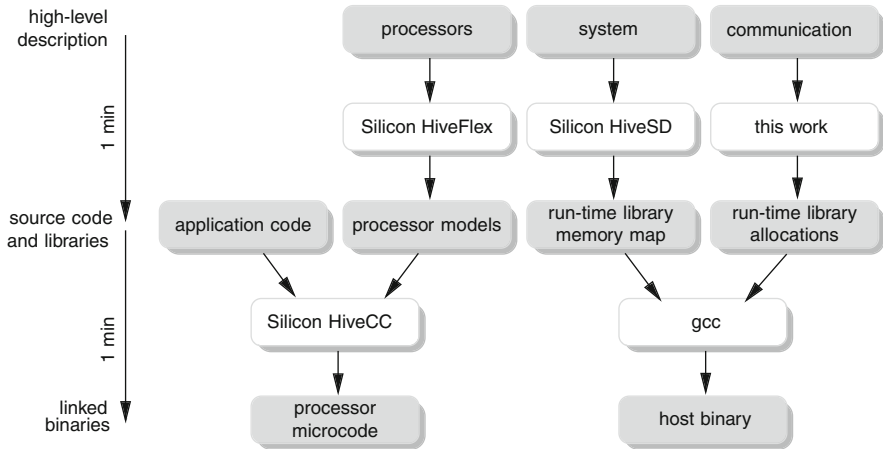 high-level
description
processors
system
communication
1 min
Silicon HiveFlex
Silicon HiveSD
this work
source code
and libraries
application code
processor models
run-time library
memory map
run-time library
allocations
1 min
Silicon HiveCC
gcc
linked
binaries
processor
microcode
host binary